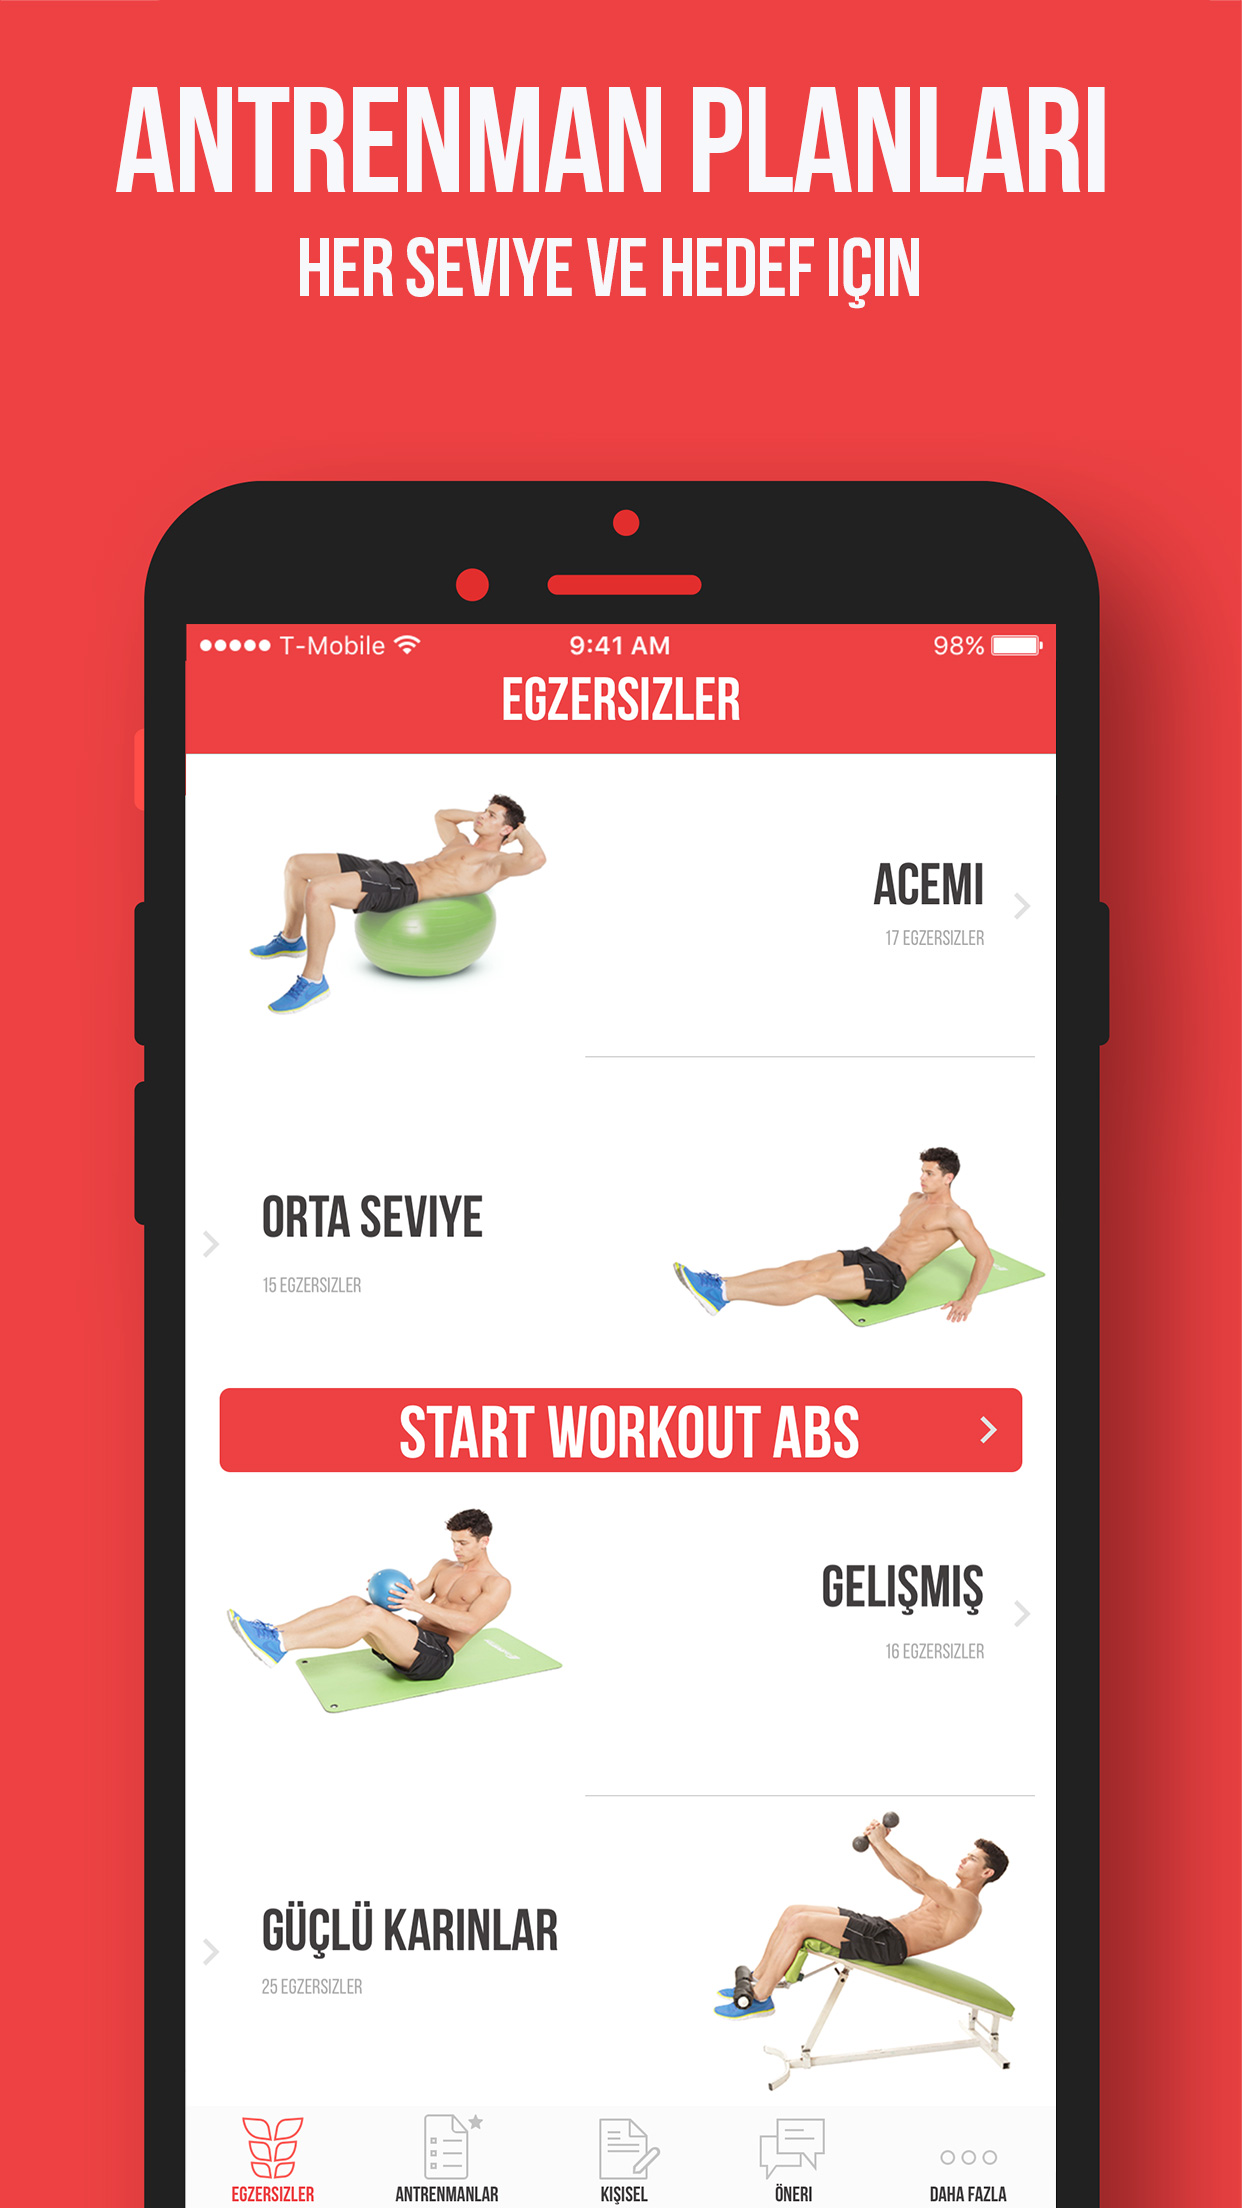 ANTRENMAN PLANLARI
HER SEVIYE VE HEDEF IÇIN
T-Mobile 9:41 AM 98%
EGZERSIZLER
ACEMI
17 EGZERSIZLER
ORTA SEVIYE
15 EGZERSIZLER
START WORKOUT ABS
GELIŞMIŞ
16 EGZERSIZLER
GÜÇLÜ KARINLAR
25 EGZERSIZLER
EGZERSIZLER ANTRENMANLAR KIŞISEL ÖNERI DAHA FAZLA